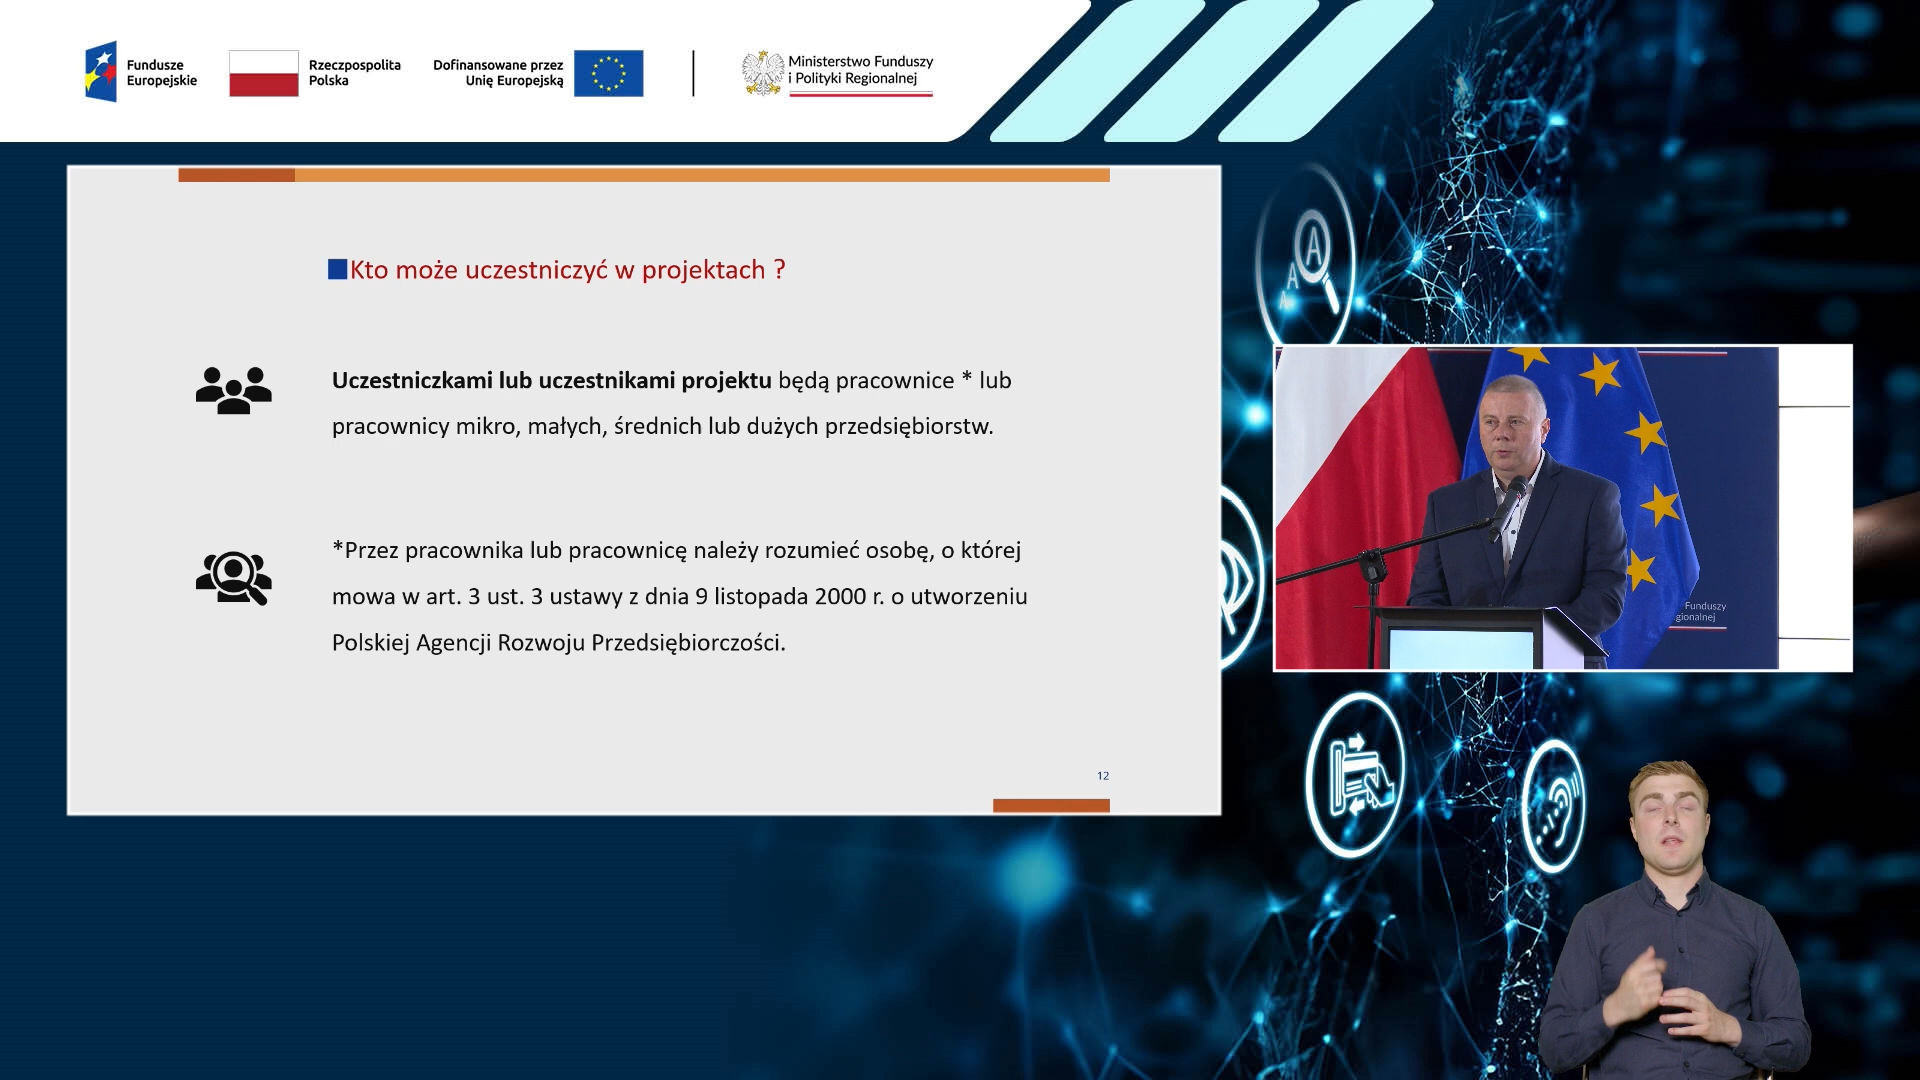 Fundusze
Europejskie
Rzeczpospolita
Polska
Dofinansowane przez
Unię Europejską
Ministerstwo Funduszy
i Polityki Regionalnej
Kto może uczestniczyć w projektach ?
Uczestniczkami lub uczestnikami projektu będą pracownice * lub
pracownicy mikro, małych, średnich lub dużych przedsiębiorstw.
*Przez pracownika lub pracownicę należy rozumieć osobę, o której
mowa w art. 3 ust. 3 ustawy z dnia 9 listopada 2000 r. o utworzeniu
Polskiej Agencji Rozwoju Przedsiębiorczości.
12
A
A
A
Funduszy
gionalnej